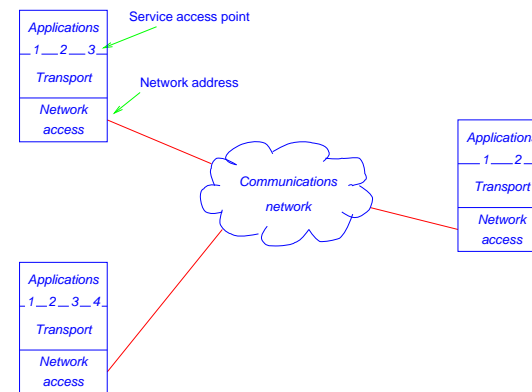 Service access point
Applications
1 2 3
Transport
Network address
Network
access
Communications
network
Applications
1 2
Transport
Network
access
Applications
1 2 3 4
Transport
Network
access